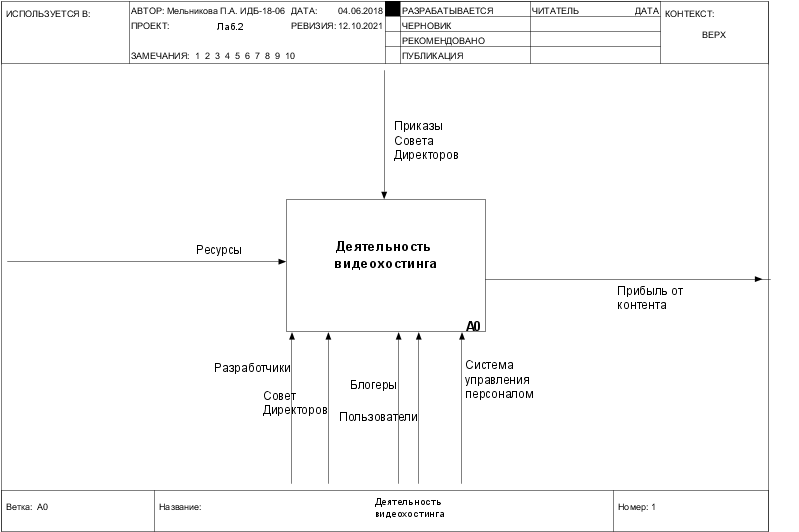 ИСПОЛЬЗУЕТСЯ В:
АВТОР: Мельникова П.А. ИДБ-18-06 ДАТА: 04.06.2018
ПРОЕКТ: Лаб.2 РЕВИЗИЯ: 12.10.2021
ЗАМЕЧАНИЯ: 1 2 3 4 5 6 7 8 9 10
РАЗРАБАТЫВАЕТСЯ
ЧЕРНОВИК
РЕКОМЕНДОВАНО
ПУБЛИКАЦИЯ
ЧИТАТЕЛЬ ДАТА
КОНТЕКСТ:
ВЕРХ
Приказы
Совета
Директоров
Ресурсы
Деятельность
видеохостинга
A0
Прибыль от
контента
Разработчики
Совет
Директоров
Блогеры
Пользователи
Система
управления
персоналом
Ветка: A0
Название:
Деятельность
видеохостинга
Номер: 1